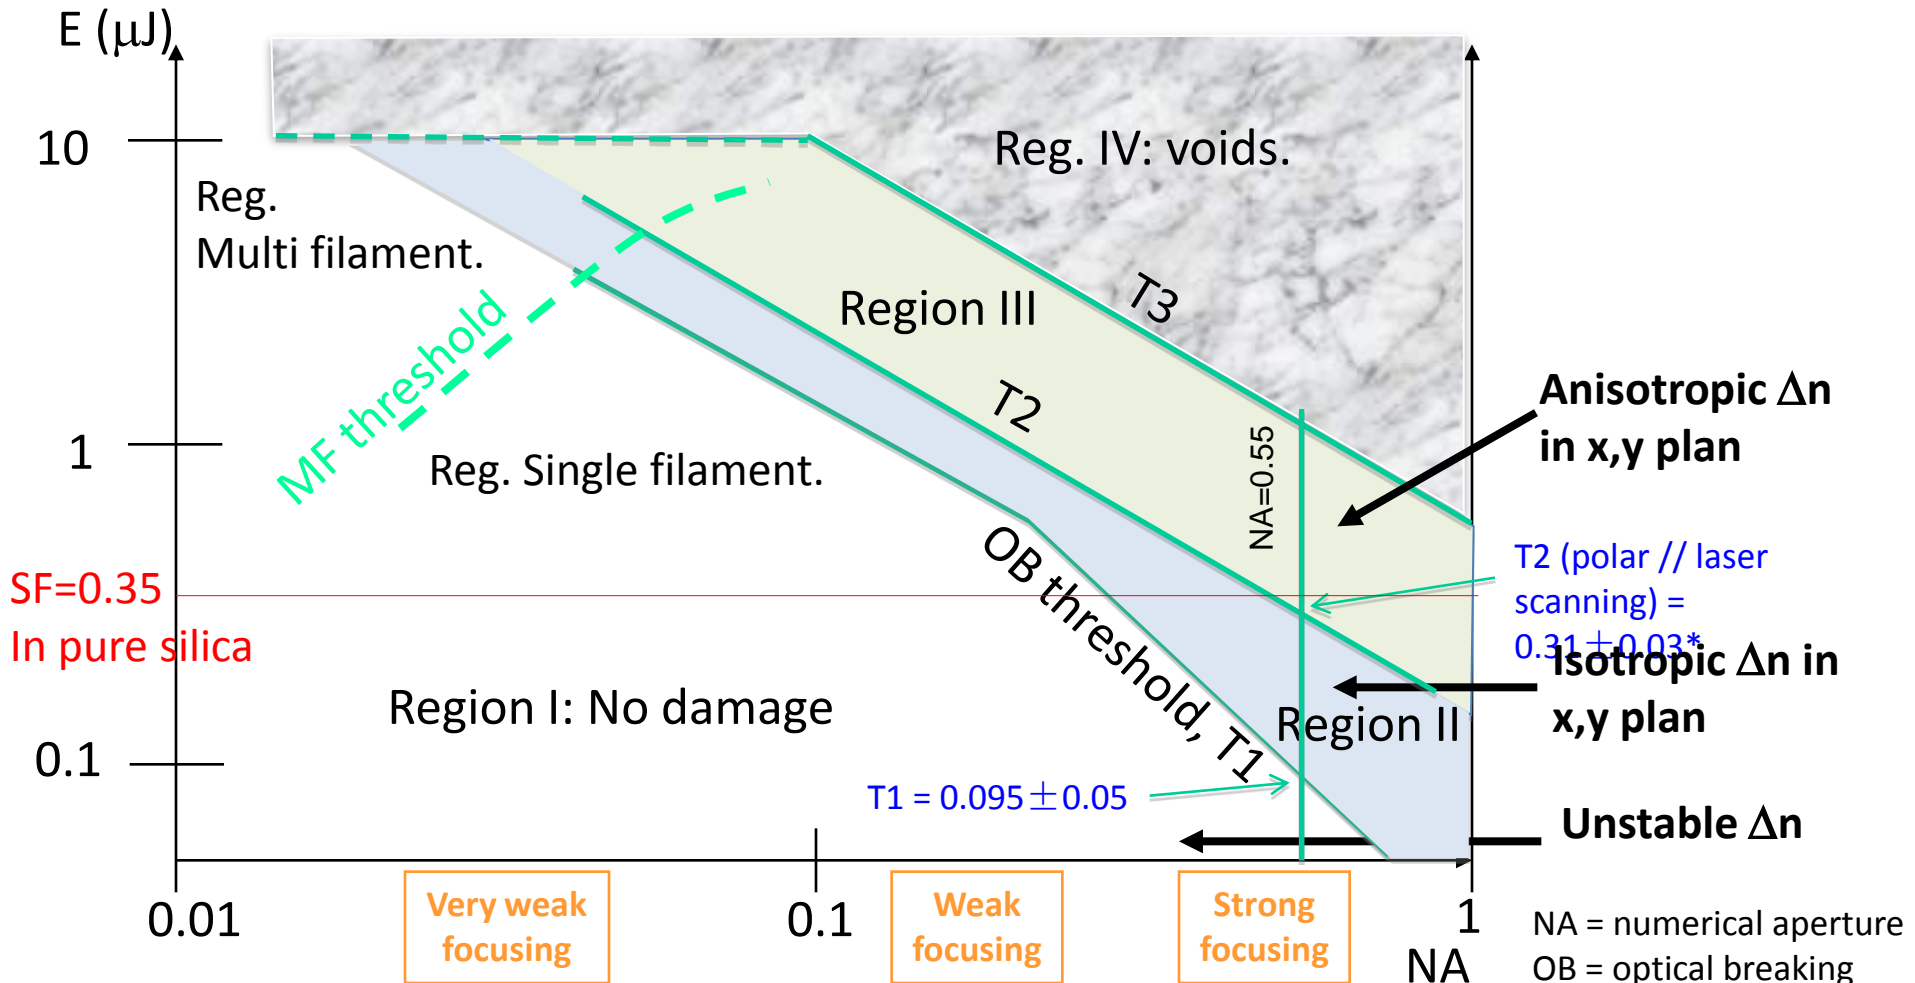 E (μJ)
10
Reg. IV: voids.
Reg.
Multi filament.
T3
Region III
MF threshold
T2
Anisotropic Δn
in x,y plan
1
Reg. Single filament.
NA=0.55
OB threshold, T1
T2 (polar // laser
scanning) =
0.31±0.03*
SF=0.35
In pure silica
Isotropic Δn in
x,y plan
Region I: No damage
Region II
0.1
T1 = 0.095±0.05
Unstable Δn
0.01
Very weak
focusing
0.1
Weak
focusing
Strong
focusing
1
NA
NA = numerical aperture
OB = optical breaking